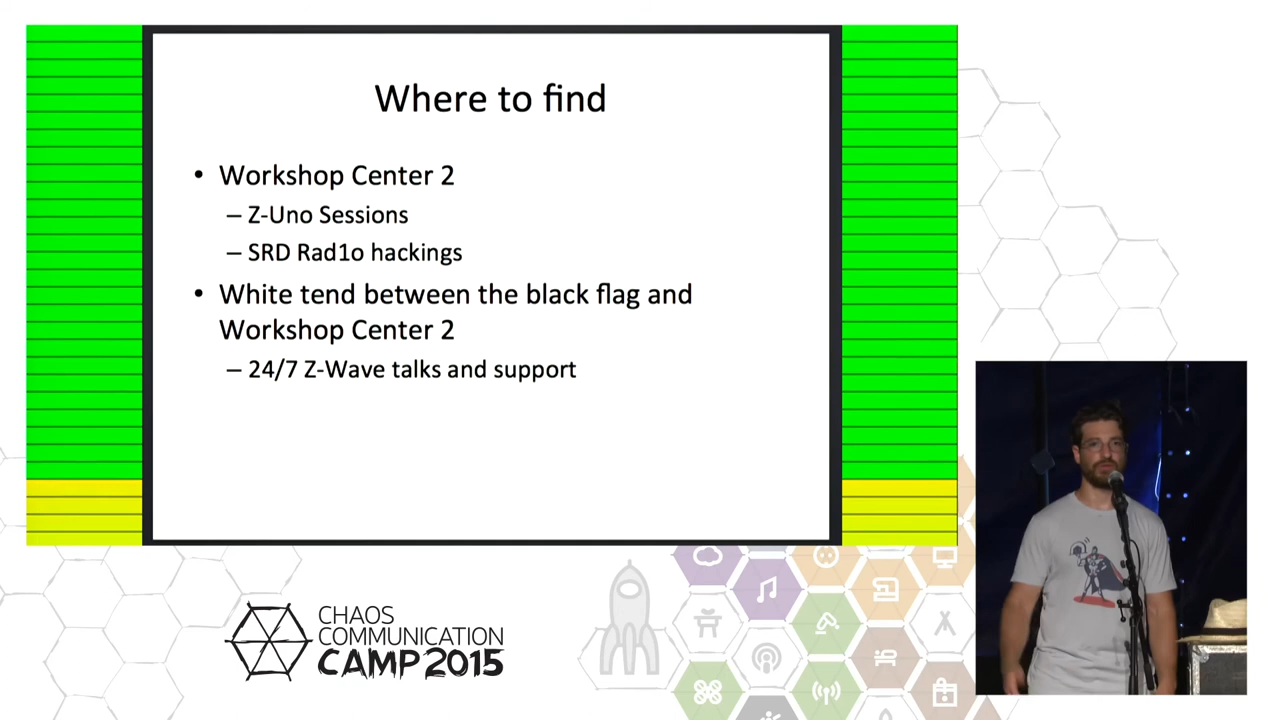 Where to find
• Workshop Center 2
– Z-Uno Sessions
– SRD Rad1o hackings
• White tend between the black flag and
Workshop Center 2
– 24/7 Z-Wave talks and support
CHAOS
COMMUNICATION
CAMP 2015